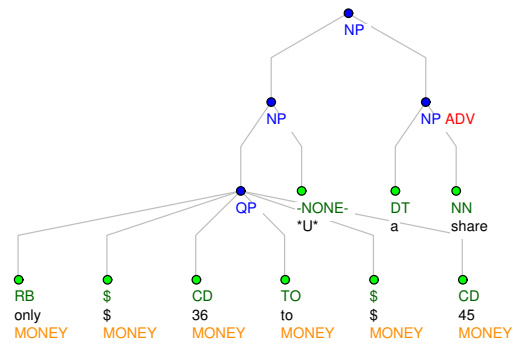 NP
NP NP ADV
QP -NONE- DT NN
*U* a share
RB $ CD TO $ CD
only $ 36 to $ 45
MONEY MONEY MONEY MONEY MONEY MONEY